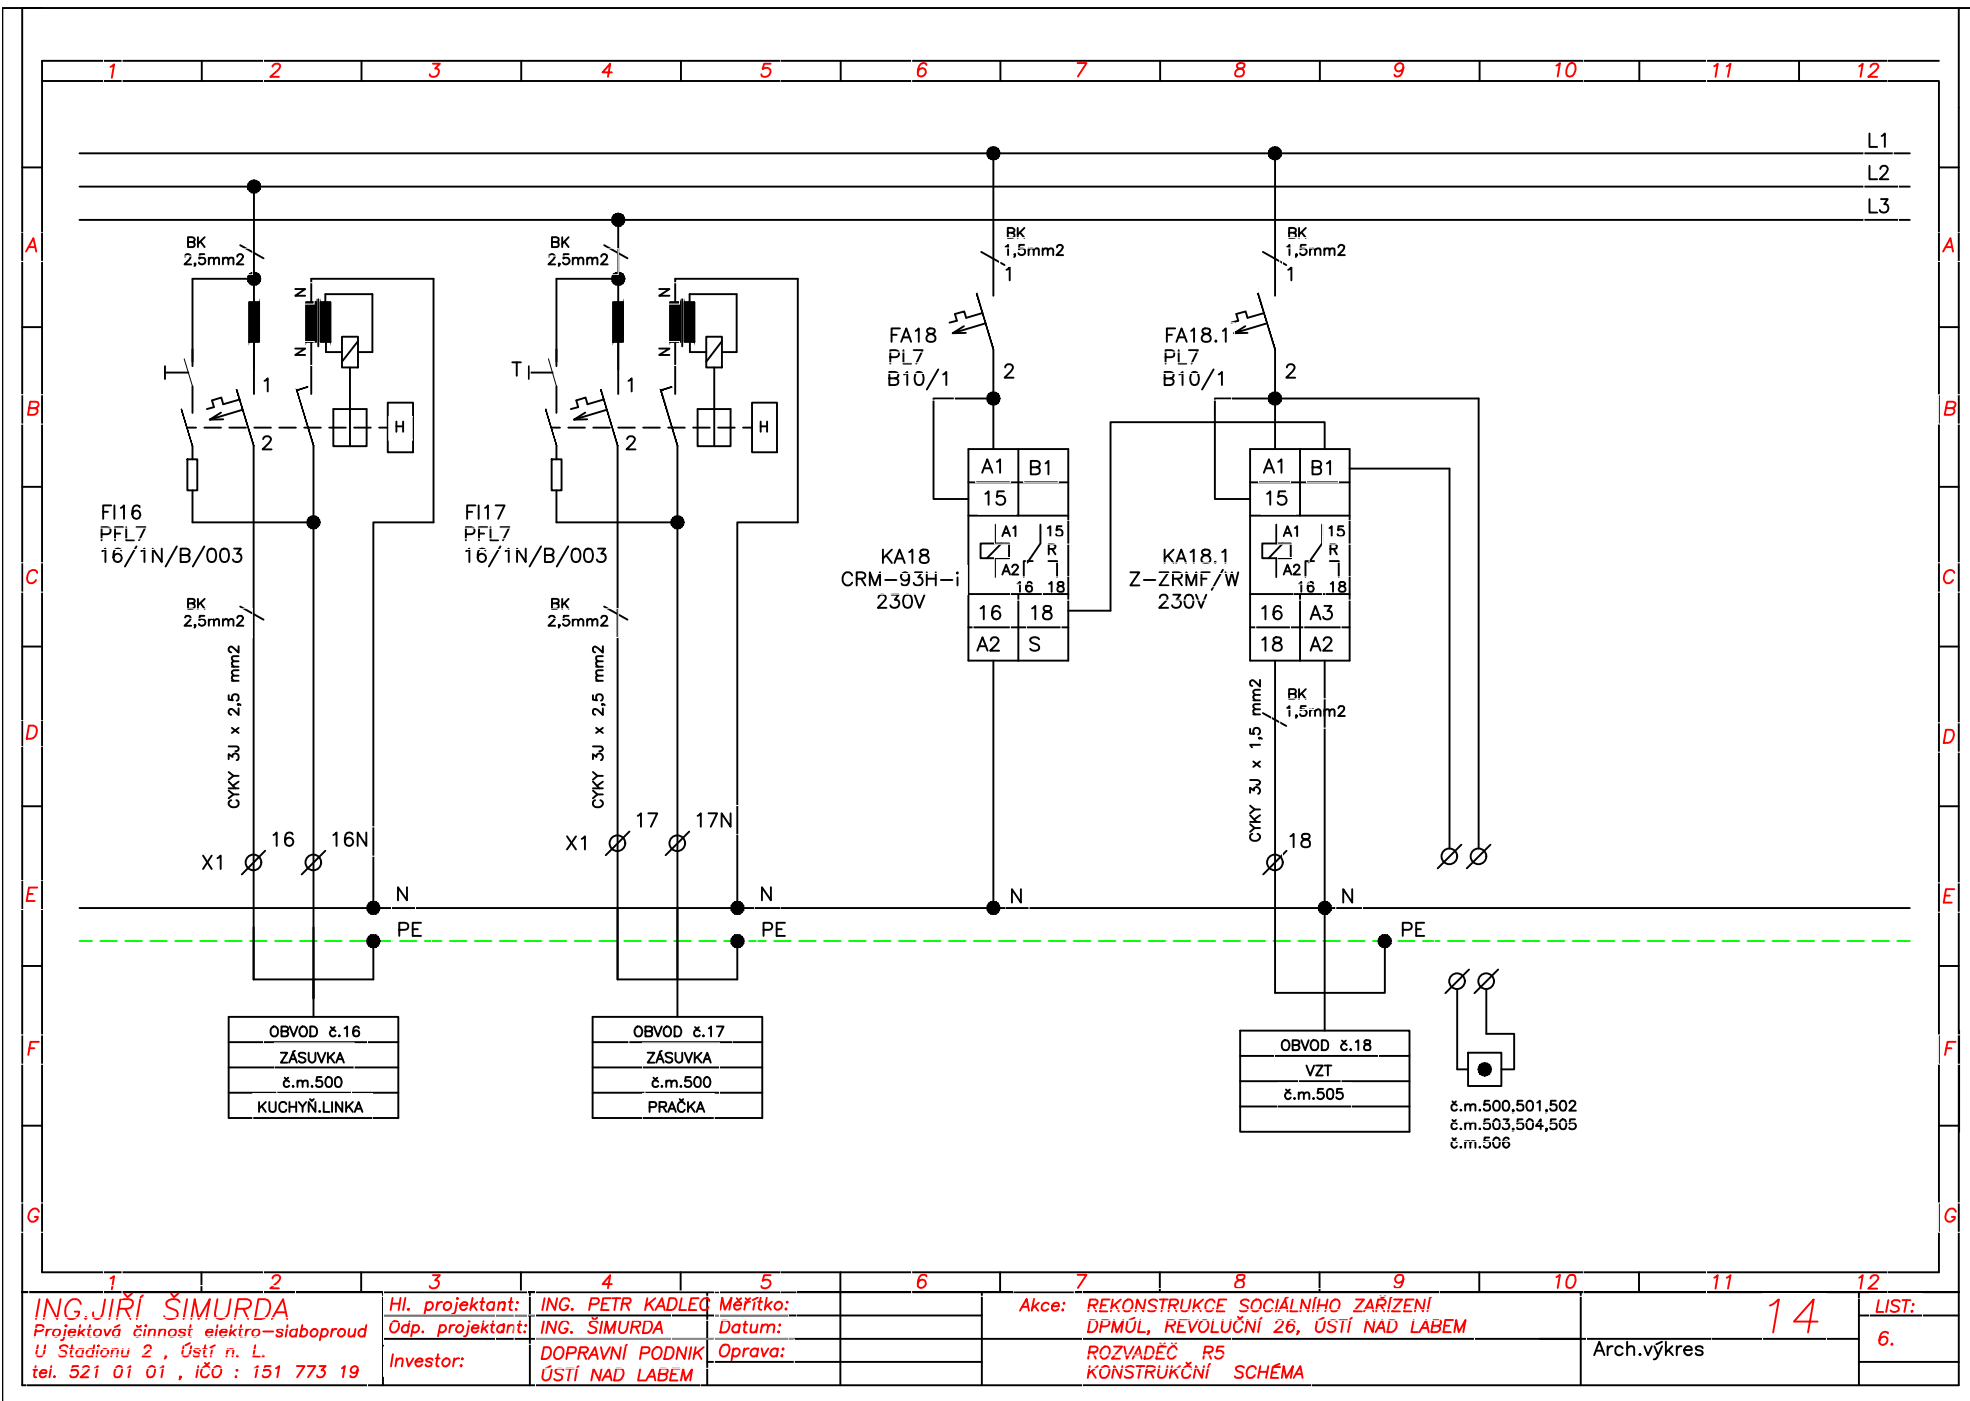 1 2 3 4 5 6 7 8 9 10 11 12
L1
L2
L3
A
A
BK
2,5mm2
BK
2,5mm2
BK
1,5mm2
1
BK
1,5mm2
1
N
N
N
N
FA18
PL7
B10/1
2
FA18.1
PL7
B10/1
2
T
1
2
H
1
2
H
B
B
A1 B1
15
A1 15
R
A2
16 18
16 18
A2 S
A1 B1
15
A1 15
R
A2
16 18
16 A3
18 A2
FI16
PFL7
16/1N/B/003
FI17
PFL7
16/1N/B/003
KA18
CRM-93H-i
230V
KA18.1
Z-ZRMF/W
230V
C
C
BK
2,5mm2
BK
2,5mm2
CYKY 3J x 2,5 mm2
CYKY 3J x 2,5 mm2
CYKY 3J x 1,5 mm2
BK
1,5mm2
D
D
X1 16 16N
X1 17 17N
18
E
E
N
N
N
N
PE
PE
PE
F
F
OBVOD č.16
ZÁSUVKA
č.m.500
KUCHYŇ.LINKA
OBVOD č.17
ZÁSUVKA
č.m.500
PRAČKA
OBVOD č.18
VZT
č.m.505
č.m.500,501,502
č.m.503,504,505
č.m.506
G
G
1 2 3 4 5 6 7 8 9 10 11 12
ING.JIŘÍ ŠIMURDA
Projektová činnost elektro-slaboproud
U Stadionu 2 , Ústí n. L.
tel. 521 01 01 , IČO : 151 773 19
Hl. projektant: ING. PETR KADLEC
Odp. projektant: ING. ŠIMURDA
Investor: DOPRAVNÍ PODNIK
ÚSTÍ NAD LABEM
Měřítko:
Datum:
Oprava:
Akce: REKONSTRUKCE SOCIÁLNÍHO ZAŘÍZENÍ
DPMÚL, REVOLUČNÍ 26, ÚSTÍ NAD LABEM
ROZVADĚČ R5
KONSTRUKČNÍ SCHÉMA
14
Arch.výkres
LIST:
6.